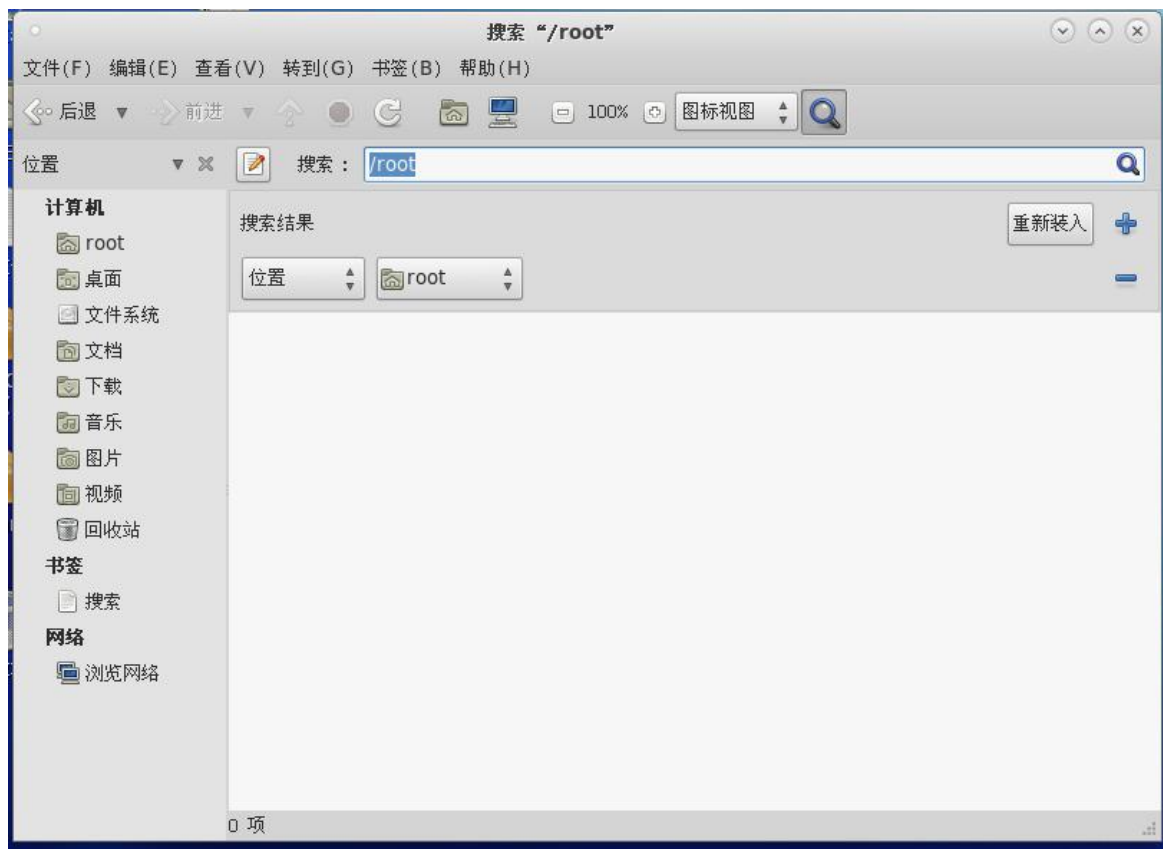 搜索 “/root”
文件(F) 编辑(E) 查看(V) 转到(G) 书签(B) 帮助(H)
后退 前进 100% 图标视图
位置 搜索： /root
计算机
root
桌面
文件系统
文档
下载
音乐
图片
视频
回收站
书签
搜索
网络
浏览网络
搜索结果 重新装入
位置 root
0 项